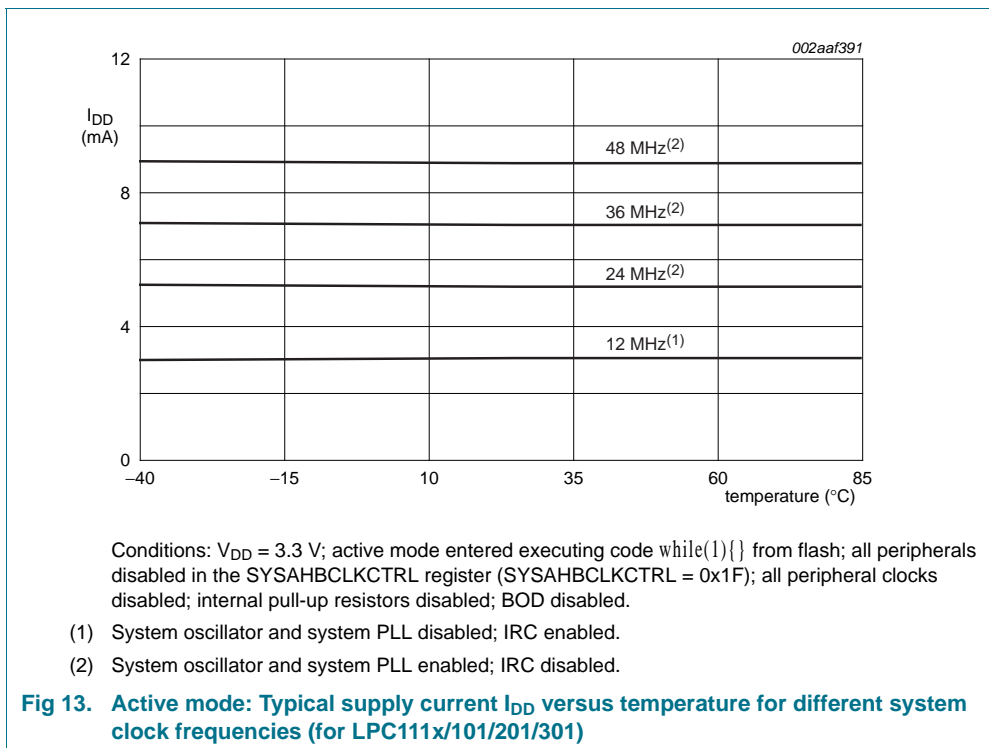 002aaf391
12
I_DD
(mA)
48 MHz(2)
8
36 MHz(2)
24 MHz(2)
4
12 MHz(1)
0
−40
−15
10
35
60
85
temperature (°C)
Conditions: V_DD = 3.3 V; active mode entered executing code while(1){} from flash; all peripherals
disabled in the SYSAHBCLKCTRL register (SYSAHBCLKCTRL = 0x1F); all peripheral clocks
disabled; internal pull-up resistors disabled; BOD disabled.
(1) System oscillator and system PLL disabled; IRC enabled.
(2) System oscillator and system PLL enabled; IRC disabled.
Fig 13. Active mode: Typical supply current I_DD versus temperature for different system
clock frequencies (for LPC111x/101/201/301)